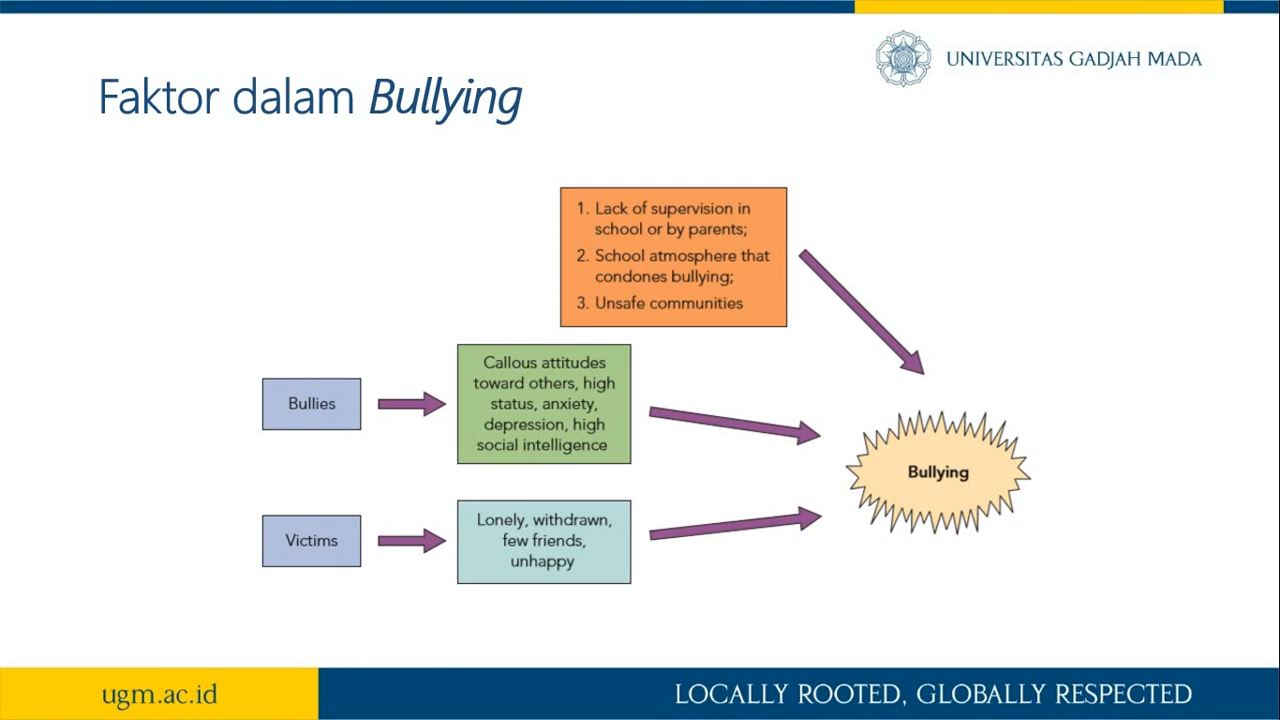 UNIVERSITAS GADJAH MADA
Faktor dalam Bullying
1. Lack of supervision in
school or by parents;
2. School atmosphere that
condones bullying;
3. Unsafe communities
Bullies
Callous attitudes
toward others, high
status, anxiety,
depression, high
social intelligence
Victims
Lonely, withdrawn,
few friends,
unhappy
Bullying
ugm.ac.id
LOCALLY ROOTED, GLOBALLY RESPECTED